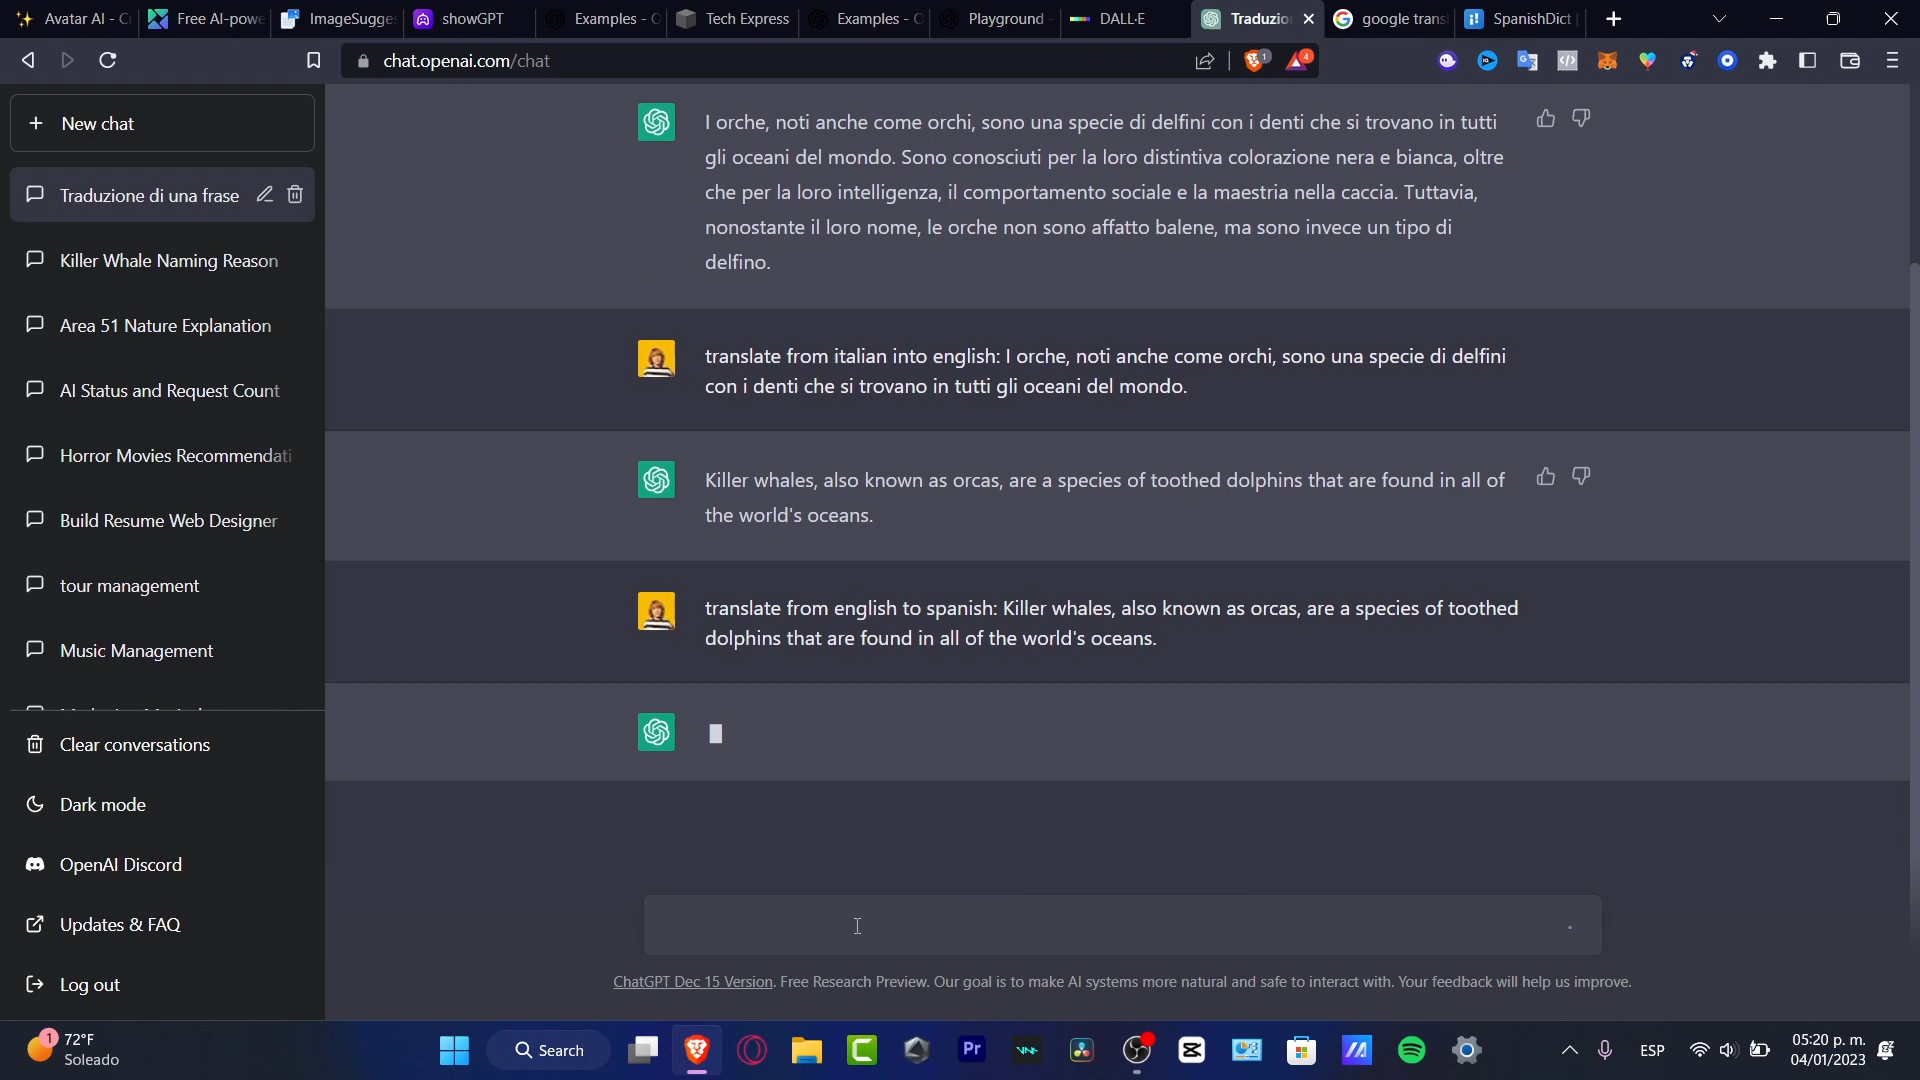 Avatar AI - Cr
Free AI-powe
ImageSugges
showGPT
Examples - O
Tech Express
Examples - O
Playground -
DALL·E
Traduzio
google transl
SpanishDict |
chat.openai.com/chat
1
4
New chat
Traduzione di una frase
Killer Whale Naming Reason
Area 51 Nature Explanation
AI Status and Request Count
Horror Movies Recommendati
Build Resume Web Designer
tour management
Music Management
Clear conversations
Dark mode
OpenAI Discord
Updates & FAQ
Log out
I orche, noti anche come orchi, sono una specie di delfini con i denti che si trovano in tutti
gli oceani del mondo. Sono conosciuti per la loro distintiva colorazione nera e bianca, oltre
che per la loro intelligenza, il comportamento sociale e la maestria nella caccia. Tuttavia,
nonostante il loro nome, le orche non sono affatto balene, ma sono invece un tipo di
delfino.
translate from italian into english: I orche, noti anche come orchi, sono una specie di delfini
con i denti che si trovano in tutti gli oceani del mondo.
Killer whales, also known as orcas, are a species of toothed dolphins that are found in all of
the world's oceans.
translate from english to spanish: Killer whales, also known as orcas, are a species of toothed
dolphins that are found in all of the world's oceans.
ChatGPT Dec 15 Version. Free Research Preview. Our goal is to make AI systems more natural and safe to interact with. Your feedback will help us improve.
1
72°F
Soleado
Search
Pr
ESP
05:20 p. m.
04/01/2023